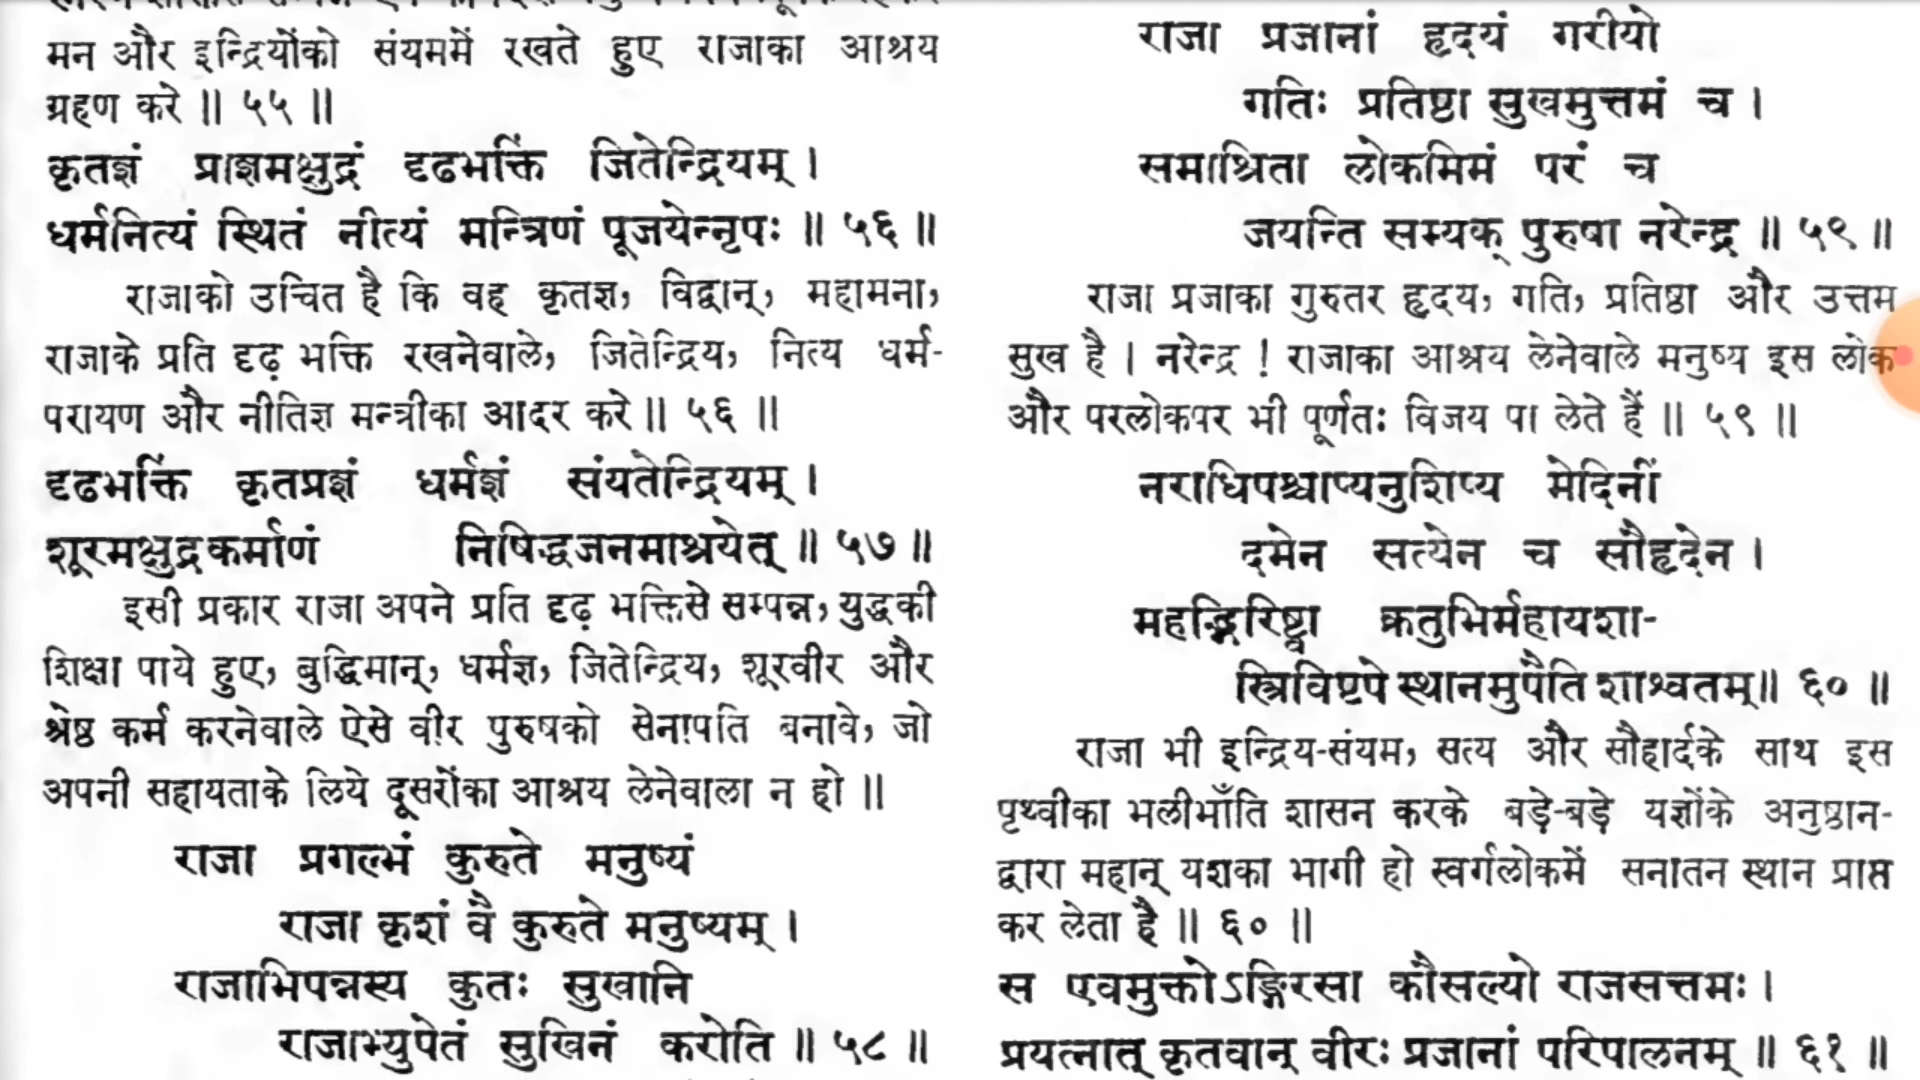 मन और इन्द्रियोंको संयममें रखते हुए राजाका आश्रय
ग्रहण करे ॥ ५५ ॥
कृतज्ञं प्राज्ञमक्षुद्रं दृढभक्तिं जितेन्द्रियम् ।
धर्मनित्यं स्थितं नीत्यं मन्त्रिणं पूजयेन्नृपः ॥ ५६ ॥
राजाको उचित है कि वह कृतज्ञ, विद्वान्, महामना,
राजाके प्रति दृढ़ भक्ति रखनेवाले, जितेन्द्रिय, नित्य धर्म-
परायण और नीतिज्ञ मन्त्रीका आदर करे ॥ ५६ ॥
दृढभक्तिं कृतप्रज्ञं धर्मज्ञं संयतेन्द्रियम् ।
शूरमक्षुद्रकर्माणं निषिद्धजनमाश्रयेत् ॥ ५७ ॥
इसी प्रकार राजा अपने प्रति दृढ़ भक्तिसे सम्पन्न, युद्धकी
शिक्षा पाये हुए, बुद्धिमान्, धर्मज्ञ, जितेन्द्रिय, शूरवीर और
श्रेष्ठ कर्म करनेवाले ऐसे वीर पुरुषको सेनापति बनावे, जो
अपनी सहायताके लिये दूसरोंका आश्रय लेनेवाला न हो ॥
राजा प्रगल्भं कुरुते मनुष्यं
राजा कृशं वै कुरुते मनुष्यम् ।
राजाभिपन्नस्य कुतः सुखानि
राजाभ्युपेतं सुखिनं करोति ॥ ५८ ॥
राजा प्रजानां हृदयं गरीयो
गतिः प्रतिष्ठा सुखमुत्तमं च ।
समाश्रिता लोकमिमं परं च
जयन्ति सम्यक् पुरुषा नरेन्द्र ॥ ५९ ॥
राजा प्रजाका गुरुतर हृदय, गति, प्रतिष्ठा और उत्तम
सुख है । नरेन्द्र ! राजाका आश्रय लेनेवाले मनुष्य इस लोक
और परलोकपर भी पूर्णतः विजय पा लेते हैं ॥ ५९ ॥
नराधिपश्चाप्यनुशिष्य मेदिनीं
दमेन सत्येन च सौहृदेन ।
महद्भिरिष्ट्वा क्रतुभिर्महायशा-
स्त्रिविष्टपे स्थानमुपैति शाश्वतम् ॥ ६० ॥
राजा भी इन्द्रिय-संयम, सत्य और सौहार्दके साथ इस
पृथ्वीका भलीभाँति शासन करके बड़े-बड़े यज्ञोंके अनुष्ठान-
द्वारा महान् यशका भागी हो स्वर्गलोकमें सनातन स्थान प्राप्त
कर लेता है ॥ ६० ॥
स एवमुक्तोऽङ्गिरसा कौसल्यो राजसत्तमः ।
प्रयत्नात् कृतवान् वीरः प्रजानां परिपालनम् ॥ ६१ ॥